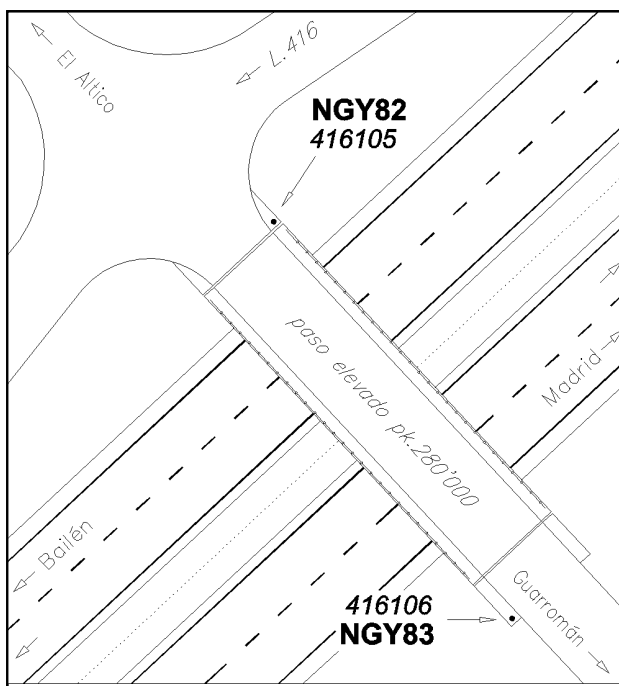 El Altico
L.416
NGY82
416105
paso elevado pk.280'000
Madrid
Bailén
Guarromán
416106
NGY83